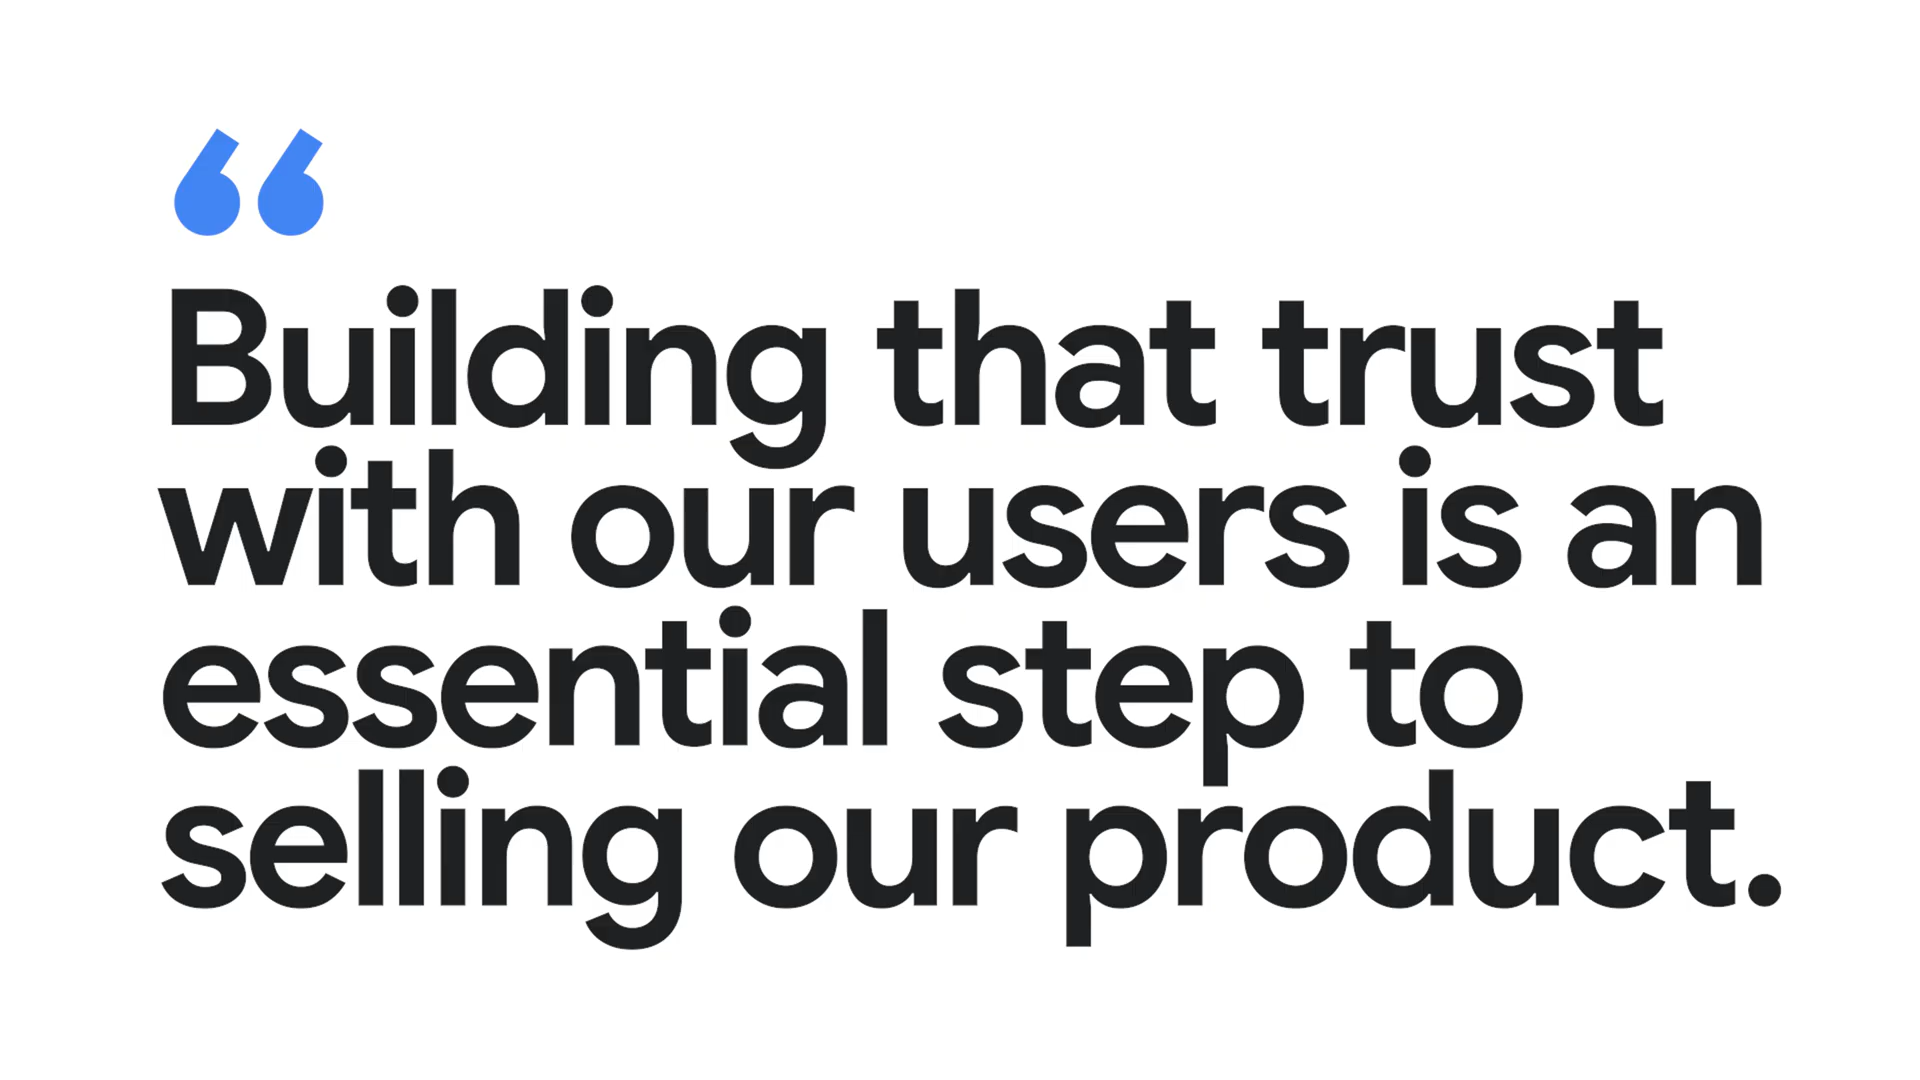 “
Building that trust
with our users is an
essential step to
selling our product.